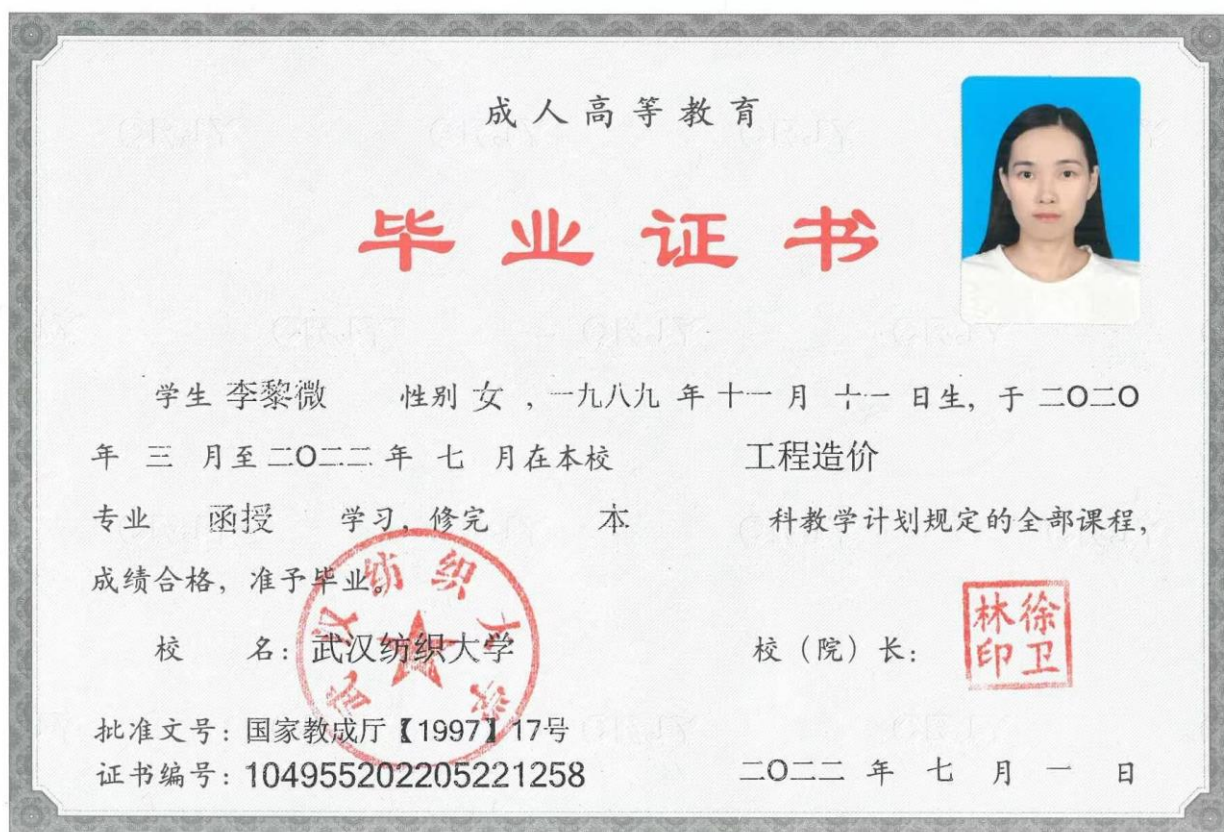 成人高等教育
毕业证书
学生 李黎微 性别 女 ，一九八九 年 十一 月 十一 日生，于 二〇二〇
年 三 月至 二〇二二 年 七 月在本校 工程造价
专业 函授 学习，修完 本 科教学计划规定的全部课程，
成绩合格，准予毕业。
武汉纺织大学
校 名：武汉纺织大学 校（院）长：
徐卫林印
批准文号：国家教成厅【1997】17号
证书编号：104955202205221258 二〇二二 年 七 月 一 日